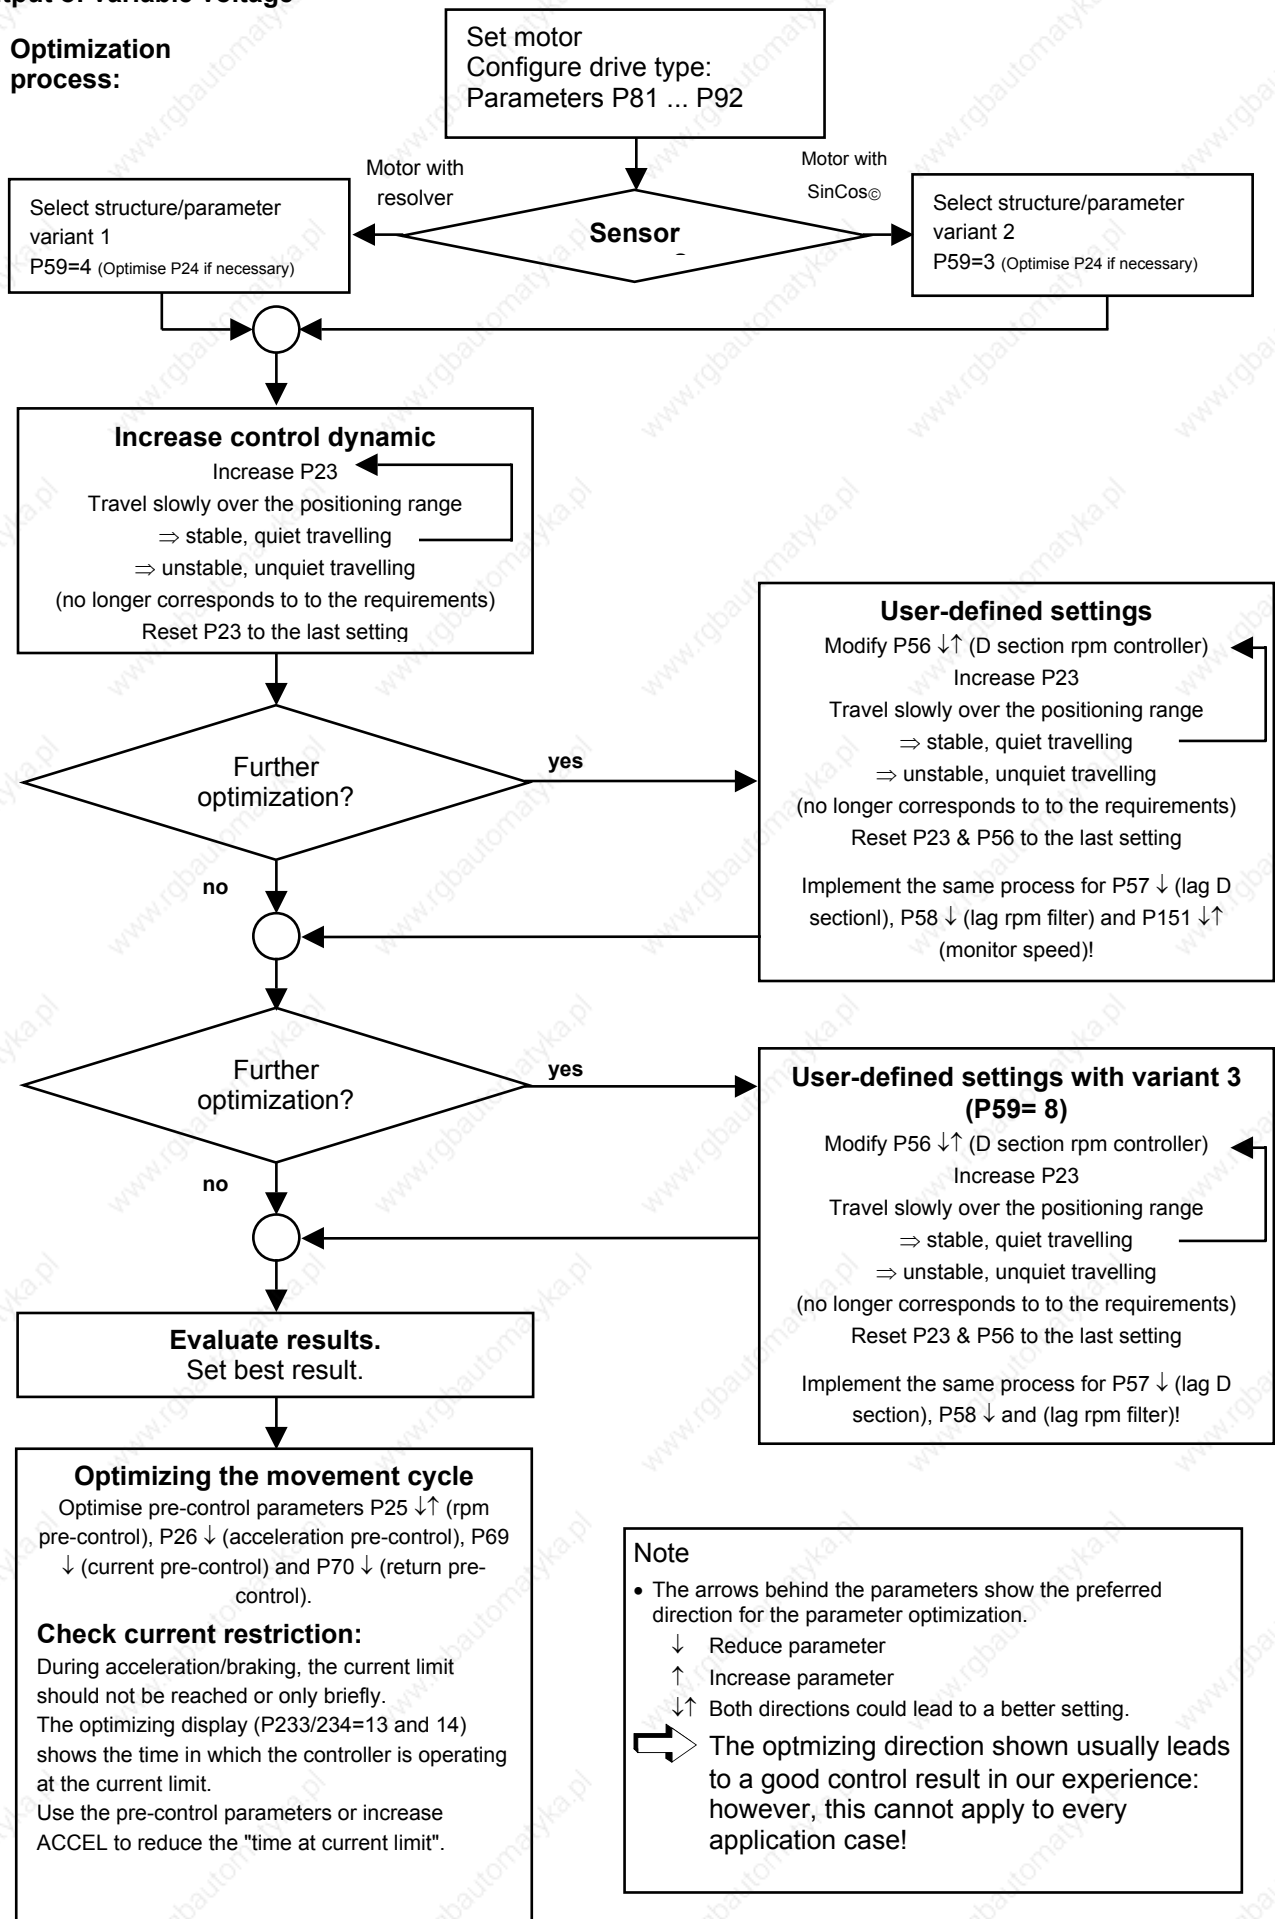 Optimization
process:
Set motor
Configure drive type:
Parameters P81 ... P92
Motor with
resolver
Motor with
SinCos©
Select structure/parameter
variant 1
P59=4 (Optimise P24 if necessary)
Sensor
Select structure/parameter
variant 2
P59=3 (Optimise P24 if necessary)
Increase control dynamic
Increase P23
Travel slowly over the positioning range
⇒ stable, quiet travelling
⇒ unstable, unquiet travelling
(no longer corresponds to to the requirements)
Reset P23 to the last setting
User-defined settings
Modify P56 ↓↑ (D section rpm controller)
Increase P23
Travel slowly over the positioning range
⇒ stable, quiet travelling
⇒ unstable, unquiet travelling
(no longer corresponds to to the requirements)
Reset P23 & P56 to the last setting
Implement the same process for P57 ↓ (lag D
sectionl), P58 ↓ (lag rpm filter) and P151 ↓↑
(monitor speed)!
Further
optimization?
yes
no
Further
optimization?
yes
no
User-defined settings with variant 3
(P59= 8)
Modify P56 ↓↑ (D section rpm controller)
Increase P23
Travel slowly over the positioning range
⇒ stable, quiet travelling
⇒ unstable, unquiet travelling
(no longer corresponds to to the requirements)
Reset P23 & P56 to the last setting
Implement the same process for P57 ↓ (lag D
section), P58 ↓ and (lag rpm filter)!
Evaluate results.
Set best result.
Optimizing the movement cycle
Optimise pre-control parameters P25 ↓↑ (rpm
pre-control), P26 ↓ (acceleration pre-control), P69
↓ (current pre-control) and P70 ↓ (return pre-
control).
Check current restriction:
During acceleration/braking, the current limit
should not be reached or only briefly.
The optimizing display (P233/234=13 and 14)
shows the time in which the controller is operating
at the current limit.
Use the pre-control parameters or increase
ACCEL to reduce the "time at current limit".
Note
• The arrows behind the parameters show the preferred
direction for the parameter optimization.
↓ Reduce parameter
↑ Increase parameter
↓↑ Both directions could lead to a better setting.
The optmizing direction shown usually leads
to a good control result in our experience:
however, this cannot apply to every
application case!
www.rgbautomatyka.pl